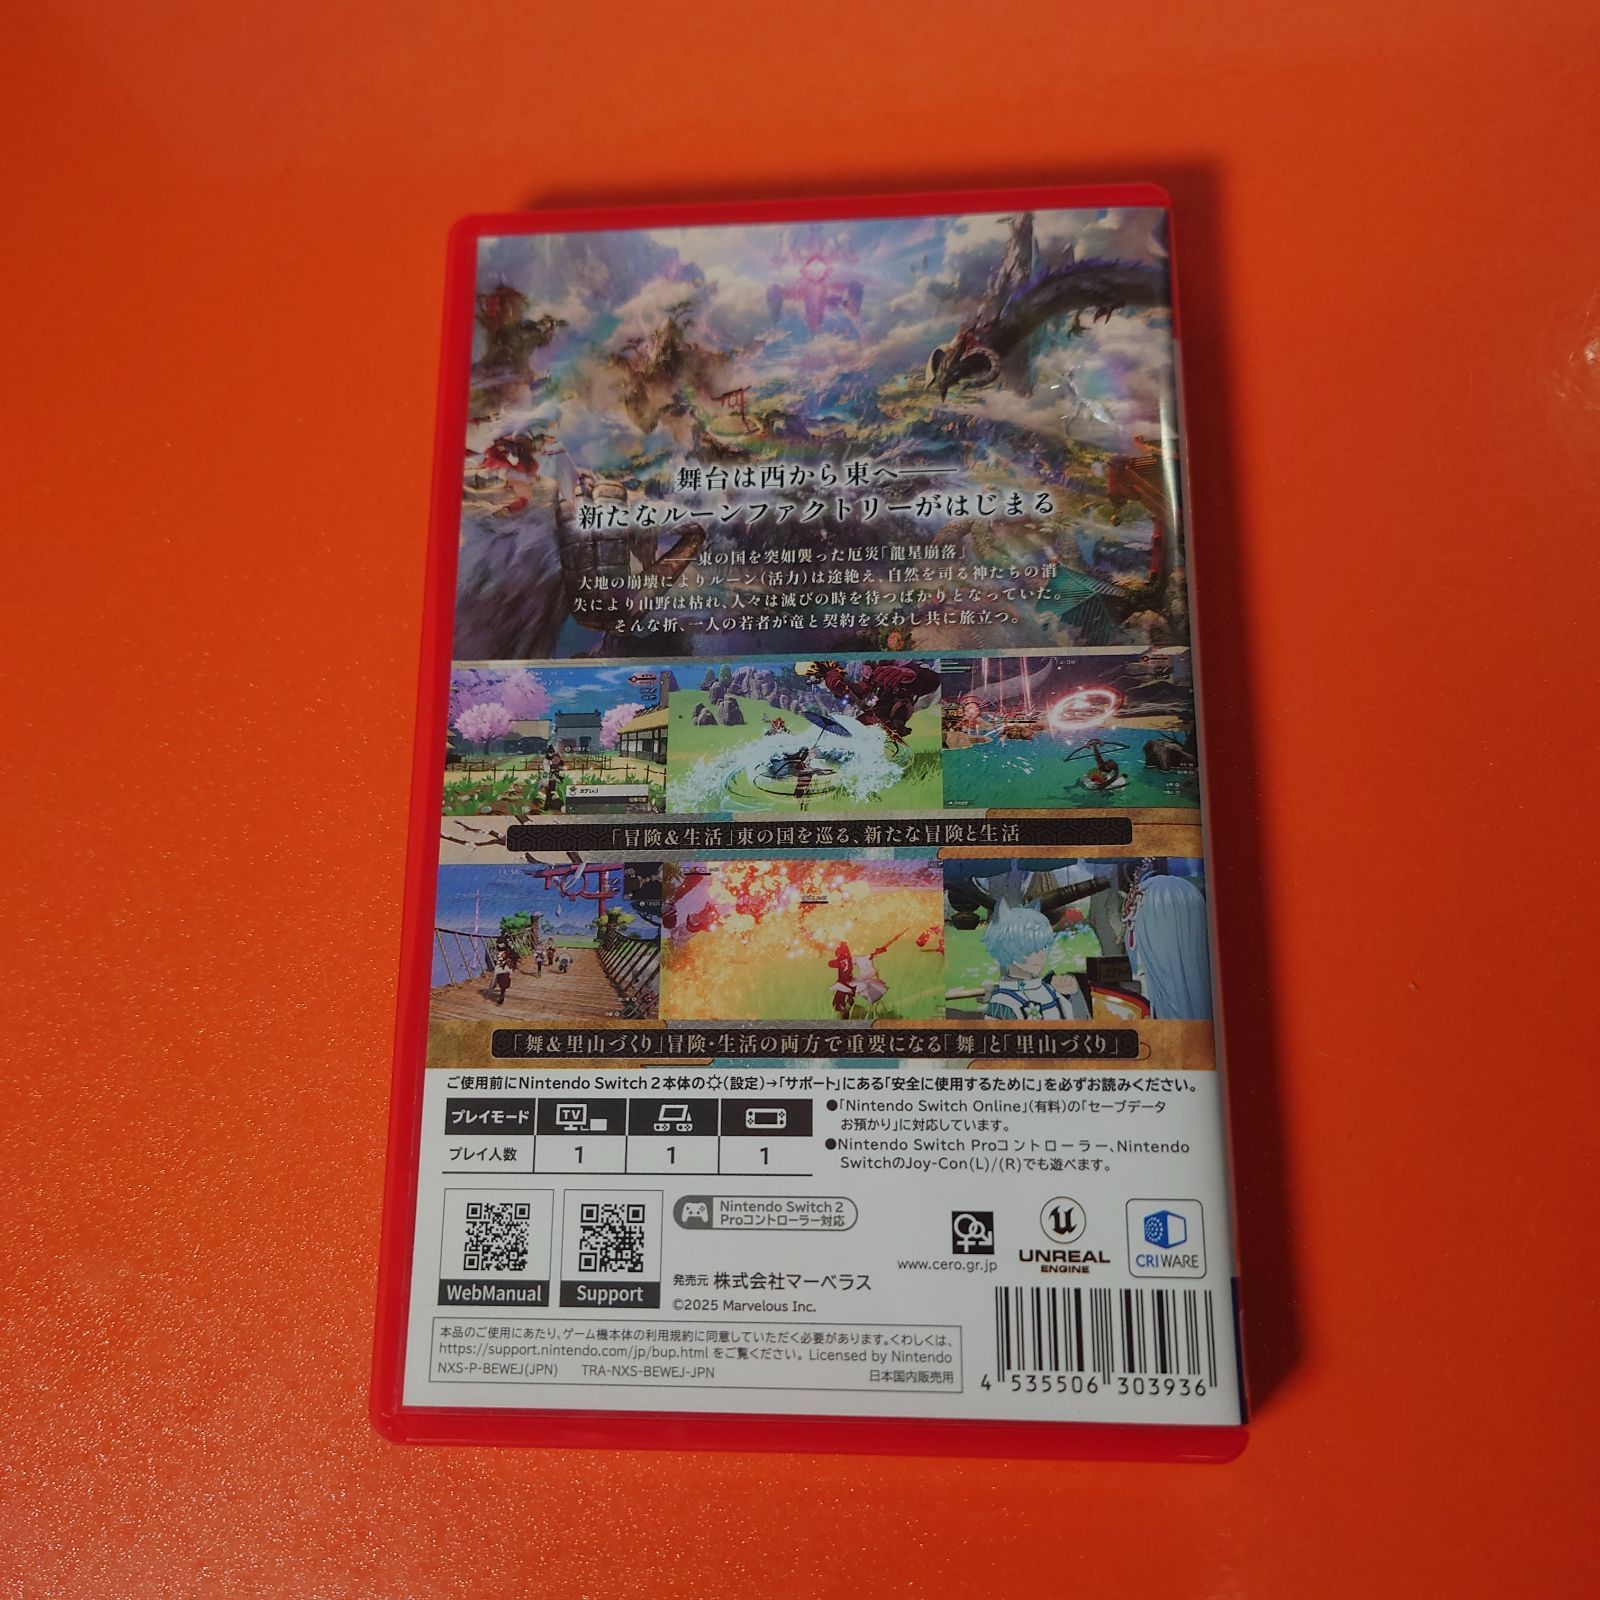 舞台は西から東へ──
新たなルーンファクトリーがはじまる
──東の国を突如襲った厄災「龍星崩落」
大地の崩壊によりルーン(活力)は途絶え、自然を司る神たちの消
失により山野は枯れ、人々は滅びの時を待つばかりとなっていた。
そんな折、一人の若者が竜と契約を交わし共に旅立つ。
「冒険&生活」東の国を巡る、新たな冒険と生活
14:56
「舞&里山づくり」冒険・生活の両方で重要になる「舞」と「里山づくり」
ご使用前にNintendo Switch 2本体の(設定)→「サポート」にある「安全に使用するために」を必ずお読みください。
プレイモード TV
プレイ人数 1 1 1
●「Nintendo Switch Online」(有料)の「セーブデータ
お預かり」に対応しています。
●Nintendo Switch Proコントローラー、Nintendo
SwitchのJoy-Con(L)/(R)でも遊べます。
WebManual
Support
Nintendo Switch 2
Proコントローラー対応
発売元 株式会社マーベラス
©2025 Marvelous Inc.
www.cero.gr.jp
UNREAL
ENGINE
CRIWARE
本品のご使用にあたり、ゲーム機本体の利用規約に同意していただく必要があります。くわしくは、
https://support.nintendo.com/jp/bup.html をご覧ください。 Licensed by Nintendo
NXS-P-BEWEJ(JPN) TRA-NXS-BEWEJ-JPN 日本国内販売用
4 535506 303936